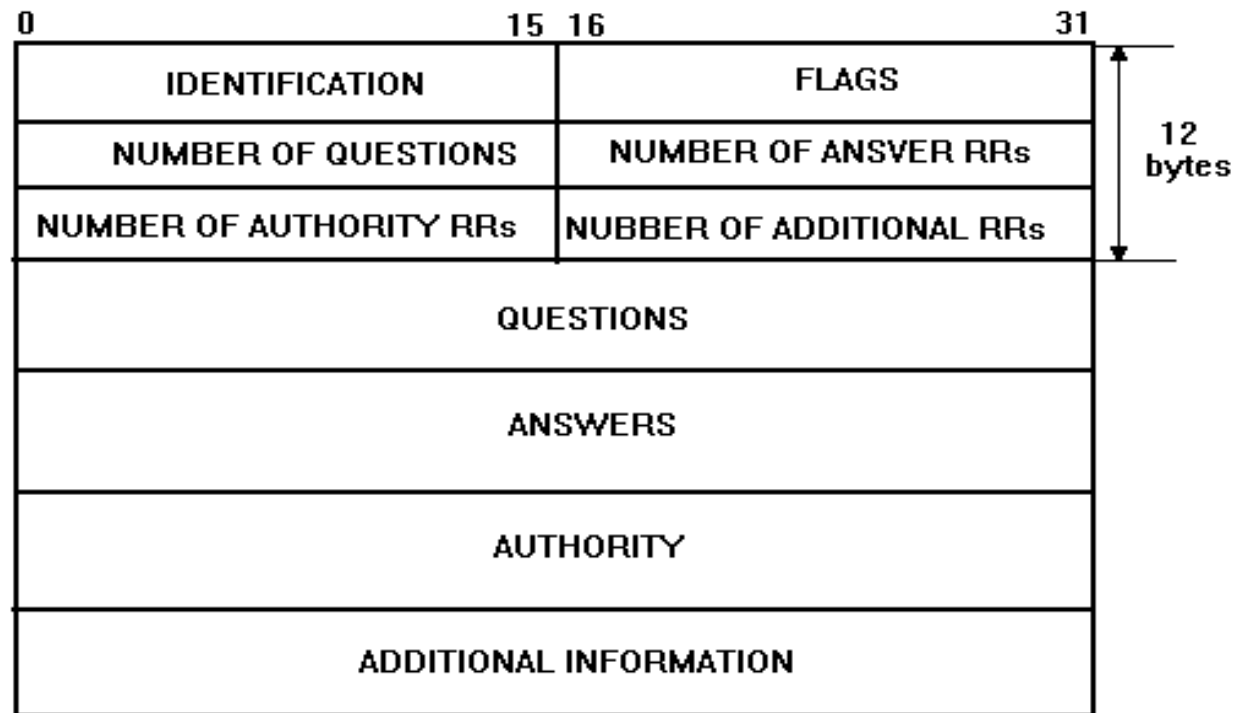 0 15 16 31
IDENTIFICATION FLAGS
NUMBER OF QUESTIONS NUMBER OF ANSVER RRs
12
bytes
NUMBER OF AUTHORITY RRs NUBBER OF ADDITIONAL RRs
QUESTIONS
ANSWERS
AUTHORITY
ADDITIONAL INFORMATION